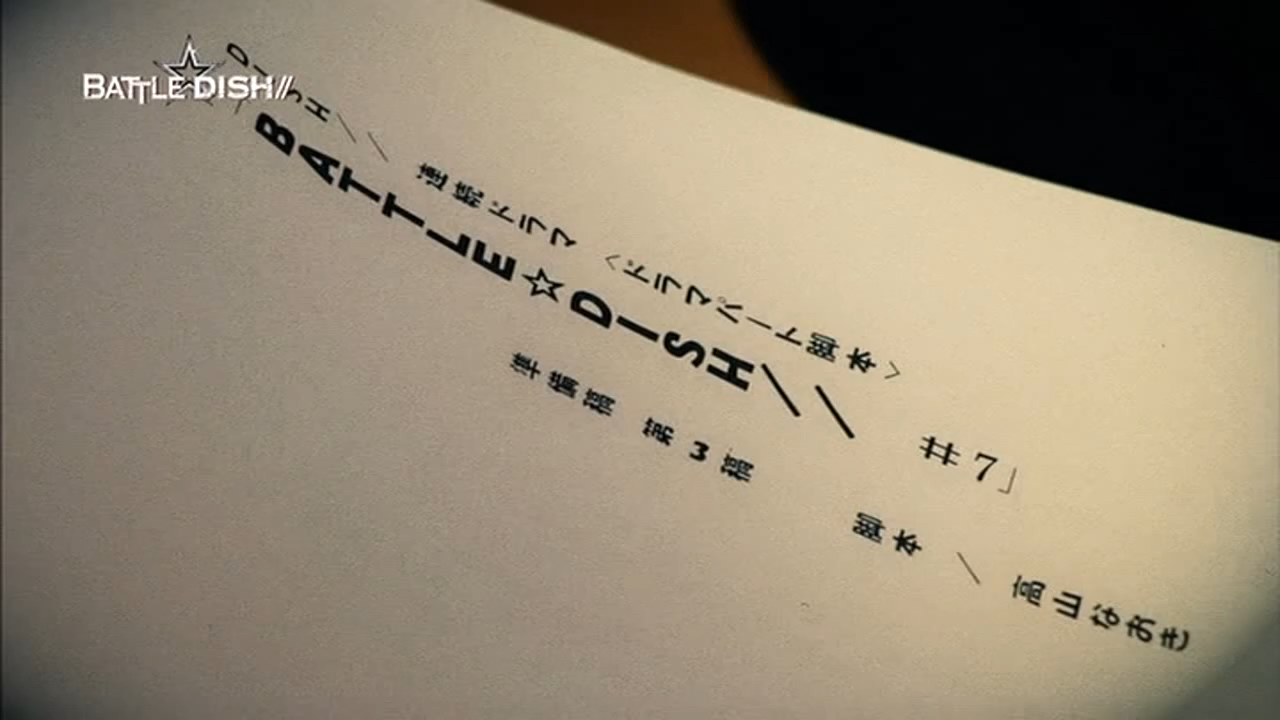 BATTLE DISH//
DISH// 連続ドラマ〈ドラマパート脚本〉
BATTLE☆DISH// #7」
準備稿 第3稿
脚本/高山なおき